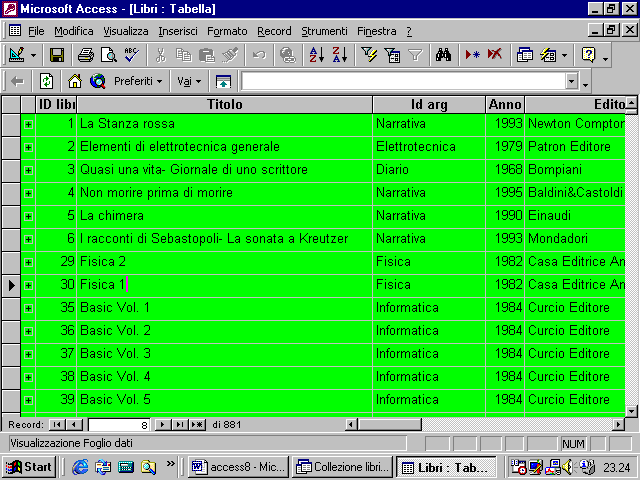 Microsoft Access - [Libri : Tabella]
File Modifica Visualizza Inserisci Formato Record Strumenti Finestra ?
Preferiti Vai
ID libr Titolo Id arg Anno Edito
1 La Stanza rossa Narrativa 1993 Newton Compton
2 Elementi di elettrotecnica generale Elettrotecnica 1979 Patron Editore
3 Quasi una vita- Giornale di uno scrittore Diario 1968 Bompiani
4 Non morire prima di morire Narrativa 1995 Baldini&Castoldi
5 La chimera Narrativa 1990 Einaudi
6 I racconti di Sebastopoli- La sonata a Kreutzer Narrativa 1993 Mondadori
29 Fisica 2 Fisica 1982 Casa Editrice Am
30 Fisica 1 Fisica 1982 Casa Editrice Am
35 Basic Vol. 1 Informatica 1984 Curcio Editore
36 Basic Vol. 2 Informatica 1984 Curcio Editore
37 Basic Vol. 3 Informatica 1984 Curcio Editore
38 Basic Vol. 4 Informatica 1984 Curcio Editore
39 Basic Vol. 5 Informatica 1984 Curcio Editore
Record: 8 di 881
Visualizzazione Foglio dati NUM
Start access8 - Mic... Collezione libri... Libri : Tab... 23.24